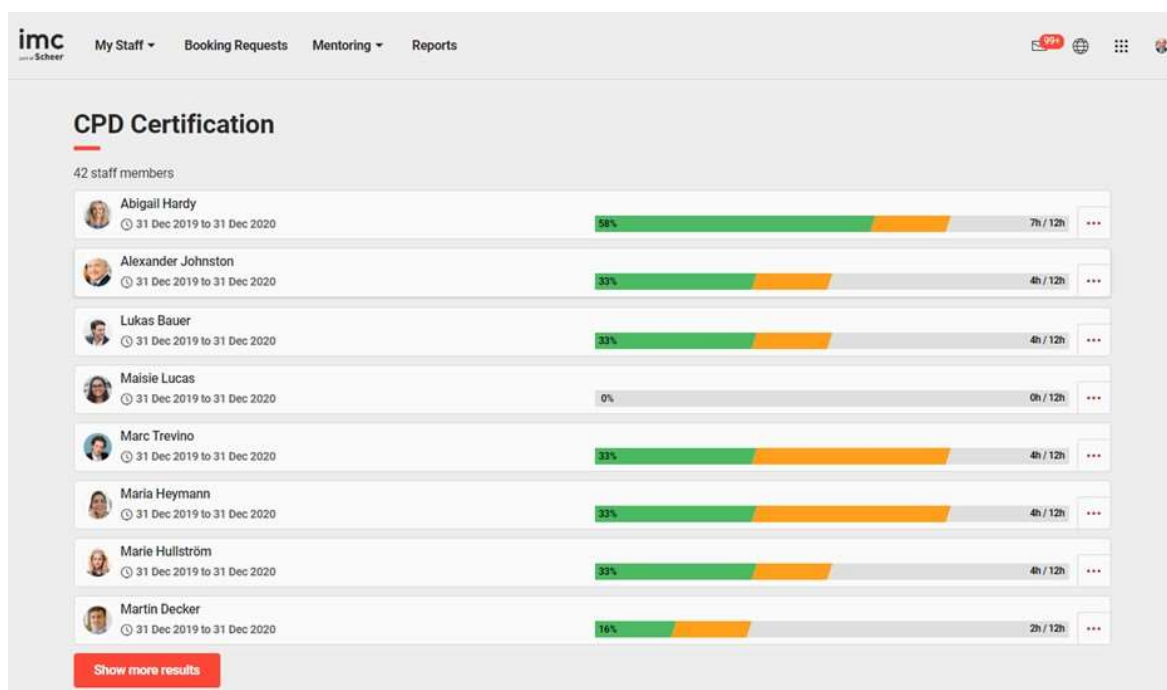 imc
Scheer
My Staff
Booking Requests
Mentoring
Reports
99+
CPD Certification
42 staff members
Abigail Hardy
31 Dec 2019 to 31 Dec 2020
58%
7h / 12h
Alexander Johnston
31 Dec 2019 to 31 Dec 2020
33%
4h / 12h
Lukas Bauer
31 Dec 2019 to 31 Dec 2020
33%
4h / 12h
Maisie Lucas
31 Dec 2019 to 31 Dec 2020
0%
0h / 12h
Marc Trevino
31 Dec 2019 to 31 Dec 2020
33%
4h / 12h
Maria Heymann
31 Dec 2019 to 31 Dec 2020
33%
4h / 12h
Marie Hullström
31 Dec 2019 to 31 Dec 2020
33%
4h / 12h
Martin Decker
31 Dec 2019 to 31 Dec 2020
16%
2h / 12h
Show more results